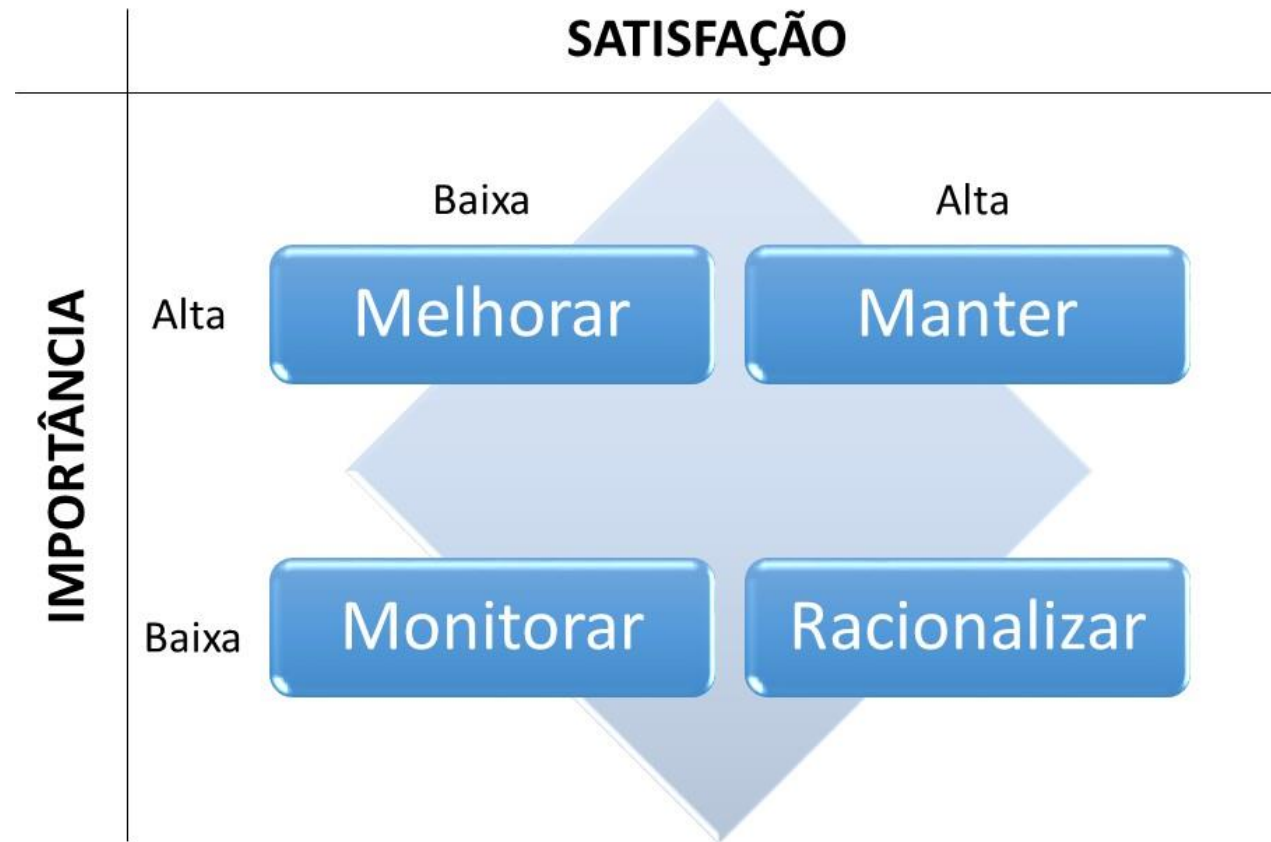 SATISFAÇÃO
Baixa Alta
IMPORTÂNCIA
Alta Melhorar Manter
Baixa Monitorar Racionalizar